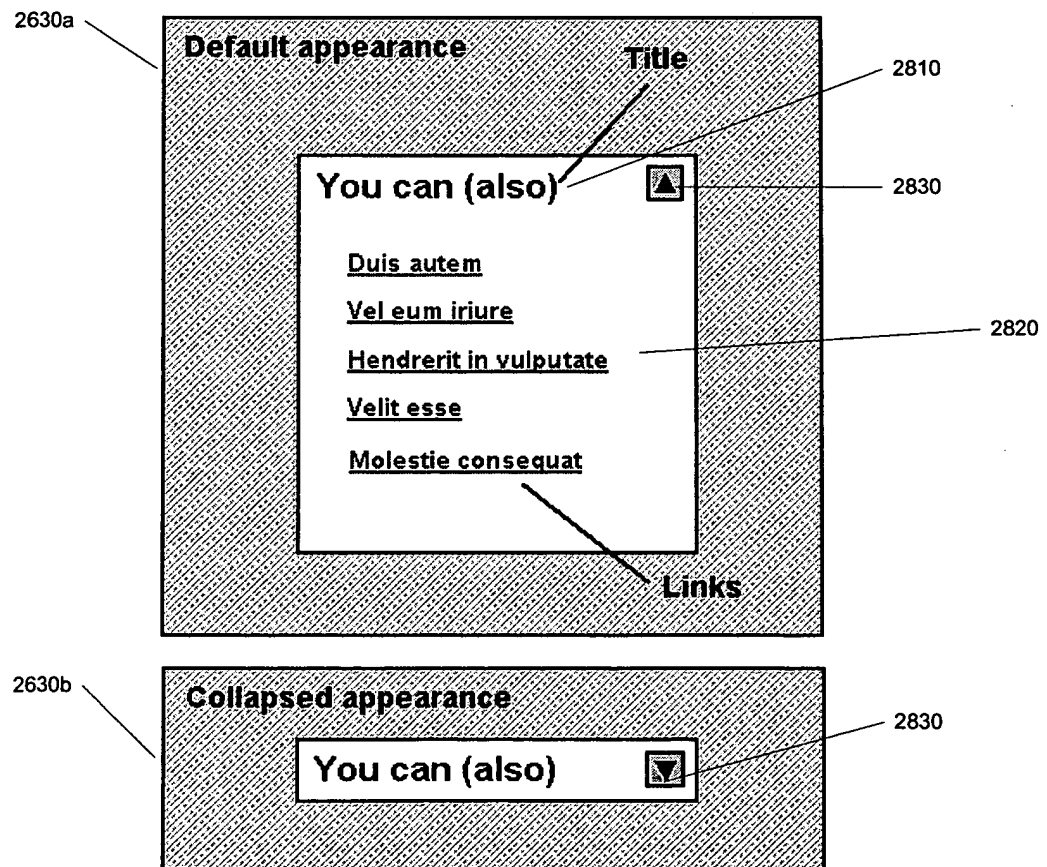 2630a
Default appearance
Title
2810
You can (also)
2830
Duis autem
Vel eum iriure
2820
Hendrerit in vulputate
Velit esse
Molestie consequat
Links
2630b
Collapsed appearance
2830
You can (also)